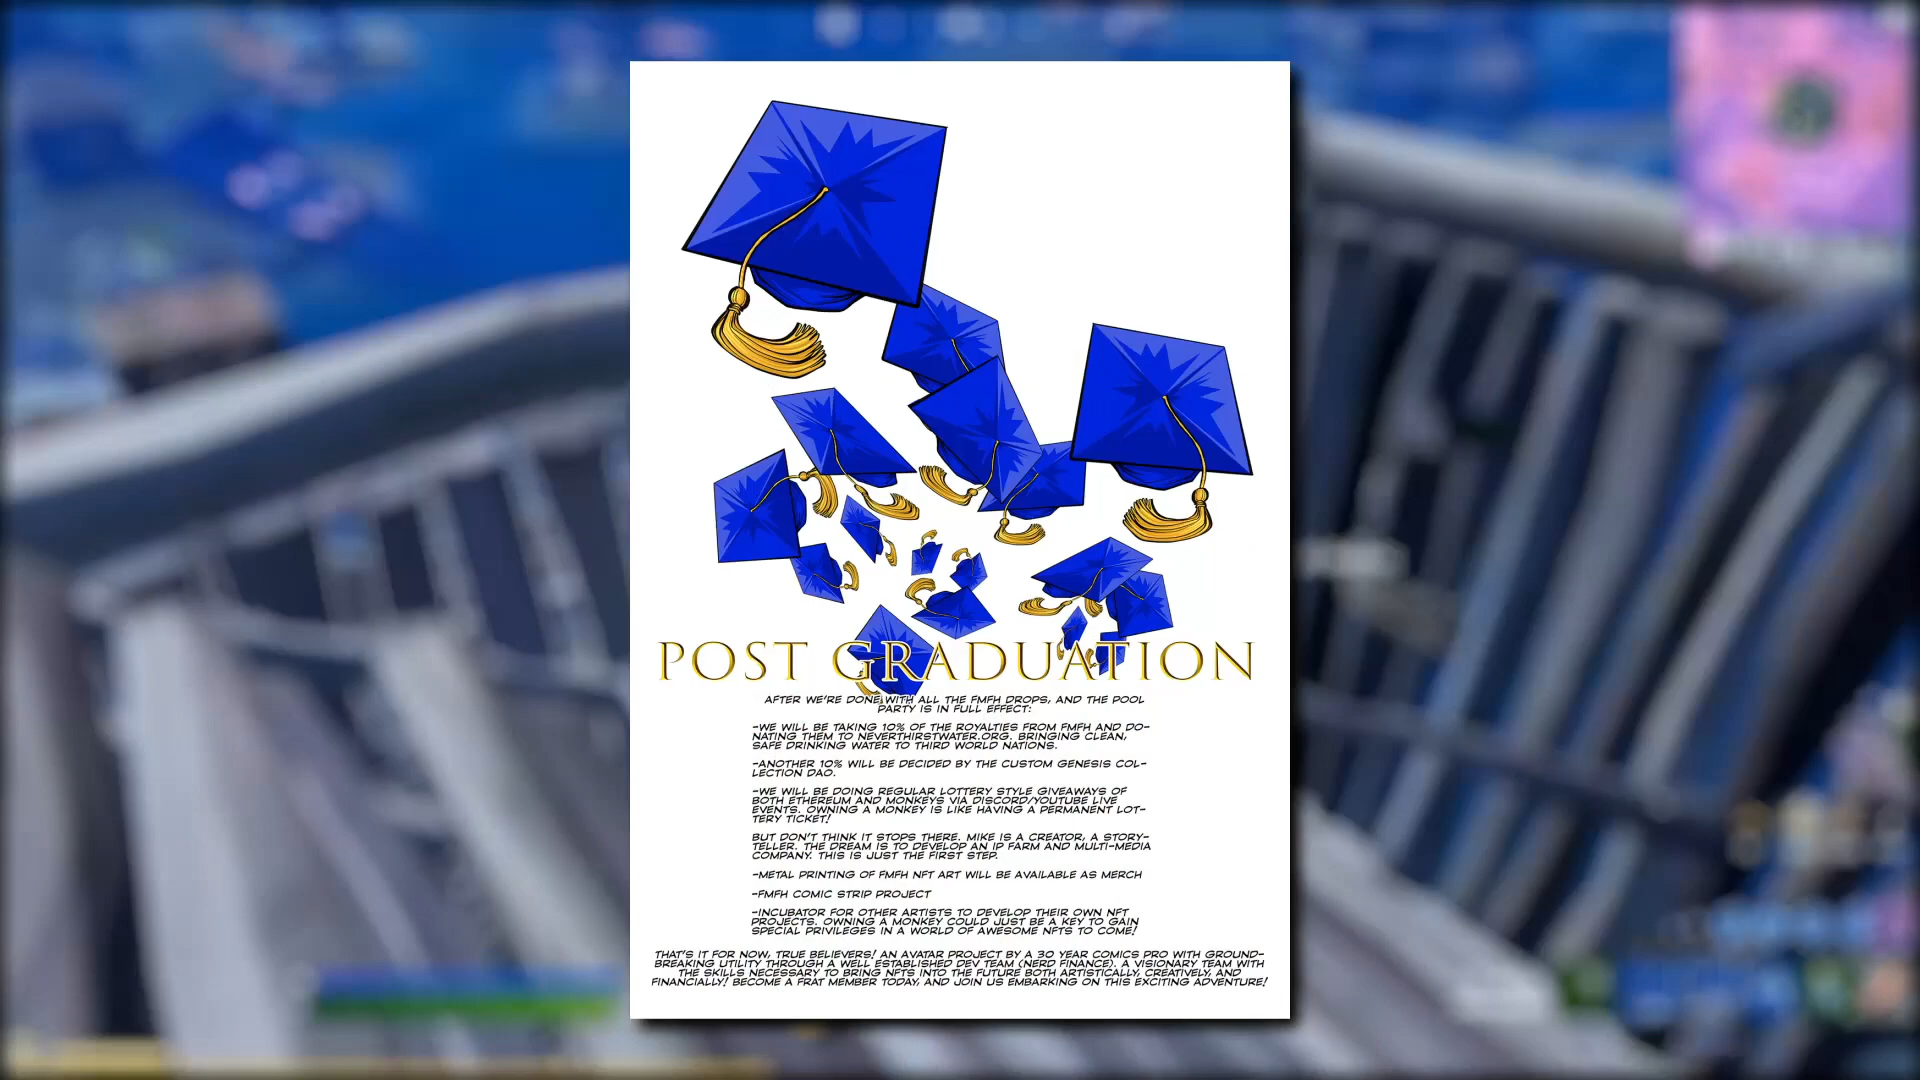 POST GRADUATION
AFTER WE'RE DONE WITH ALL THE FMFH DROPS, AND THE POOL
PARTY IS IN FULL EFFECT:
-WE WILL BE TAKING 10% OF THE ROYALTIES FROM FMFH AND DO-
NATING THEM TO NEVERTHIRSTWATER.ORG. BRINGING CLEAN,
SAFE DRINKING WATER TO THIRD WORLD NATIONS.
-ANOTHER 10% WILL BE DECIDED BY THE CUSTOM GENESIS COL-
LECTION DAO.
-WE WILL BE DOING REGULAR LOTTERY STYLE GIVEAWAYS OF
BOTH ETHEREUM AND MONKEYS VIA DISCORD/YOUTUBE LIVE
EVENTS. OWNING A MONKEY IS LIKE HAVING A PERMANENT LOT-
TERY TICKET!
BUT DON'T THINK IT STOPS THERE. MIKE IS A CREATOR, A STORY-
TELLER. THE DREAM IS TO DEVELOP AN IP FARM AND MULTI-MEDIA
COMPANY. THIS IS JUST THE FIRST STEP.
-METAL PRINTING OF FMFH NFT ART WILL BE AVAILABLE AS MERCH
-FMFH COMIC STRIP PROJECT
-INCUBATOR FOR OTHER ARTISTS TO DEVELOP THEIR OWN NFT
PROJECTS. OWNING A MONKEY COULD JUST BE A KEY TO GAIN
SPECIAL PRIVILEGES IN A WORLD OF AWESOME NFTS TO COME!
THAT'S IT FOR NOW, TRUE BELIEVERS! AN AVATAR PROJECT BY A 30 YEAR COMICS PRO WITH GROUND-
BREAKING UTILITY THROUGH A WELL ESTABLISHED DEV TEAM (NERD FINANCE). A VISIONARY TEAM WITH
THE SKILLS NECESSARY TO BRING NFTS INTO THE FUTURE BOTH ARTISTICALLY, CREATIVELY, AND
FINANCIALLY! BECOME A FRAT MEMBER TODAY, AND JOIN US EMBARKING ON THIS EXCITING ADVENTURE!